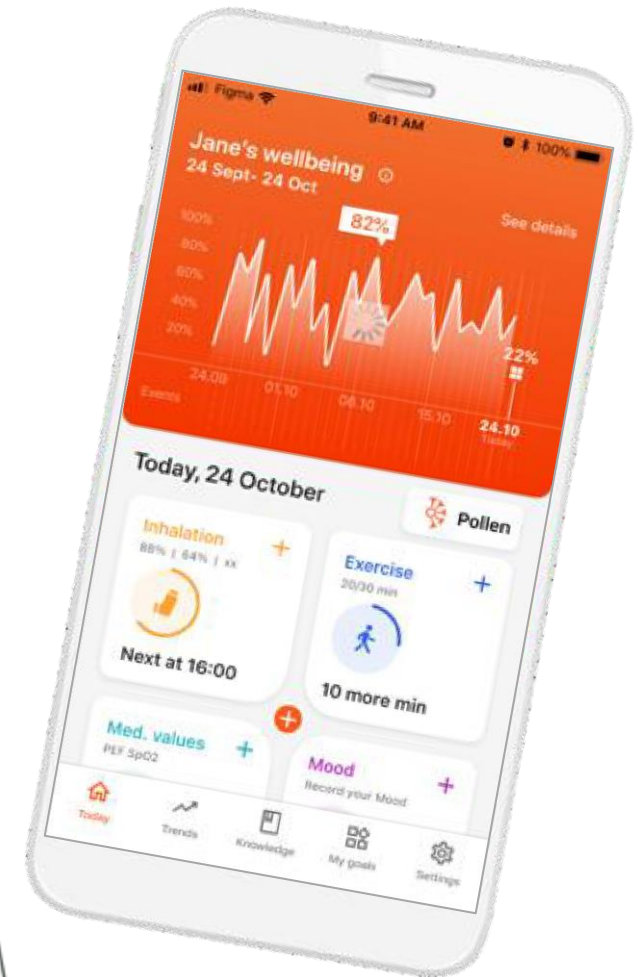 Figma
9:41 AM
100%
Jane's wellbeing
24 Sept- 24 Oct
See details
82%
100%
80%
60%
40%
20%
22%
24.09
01.10
08.10
15.10
24.10
Today
Events
Today, 24 October
Pollen
Inhalation
88% | 64% | xx
Next at 16:00
Exercise
20/30 min
10 more min
Med. values
PEF SpO2
Mood
Record your Mood
Today
Trends
Knowledge
My goals
Settings